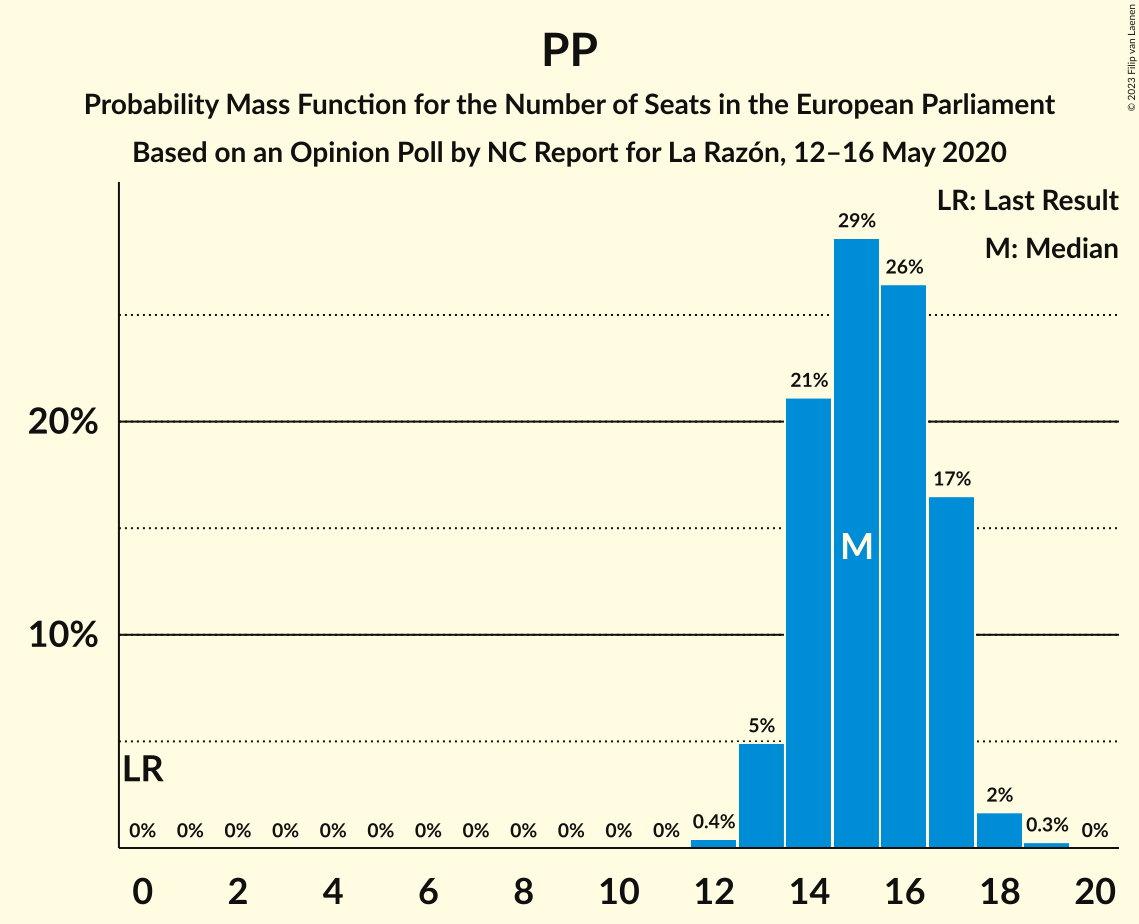 PP
Probability Mass Function for the Number of Seats in the European Parliament
Based on an Opinion Poll by NC Report for La Razón, 12–16 May 2020
© 2023 Filip van Laenen
LR: Last Result
M: Median
29%
26%
21%
20%
17%
M
10%
5%
LR
2%
0% 0% 0% 0% 0% 0% 0% 0% 0% 0% 0% 0% 0.4% 0.3% 0%
0 2 4 6 8 10 12 14 16 18 20